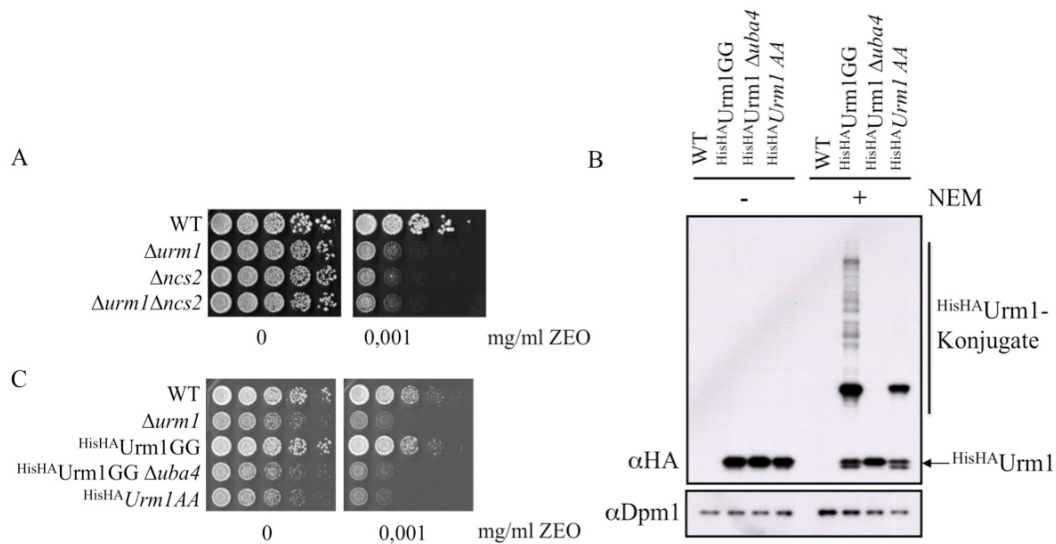 A
WT
Δurm1
Δncs2
Δurm1Δncs2
0 0,001 mg/ml ZEO
C
WT
Δurm1
HisHAUrm1GG
HisHAUrm1GG Δuba4
HisHAUrm1AA
0 0,001 mg/ml ZEO
B
WT
HisHAUrm1GG
HisHAUrm1 Δuba4
HisHAUrm1 AA
WT
HisHAUrm1GG
HisHAUrm1 Δuba4
HisHAUrm1 AA
- + NEM
HisHAUrm1-
Konjugate
αHA
HisHAUrm1
αDpm1